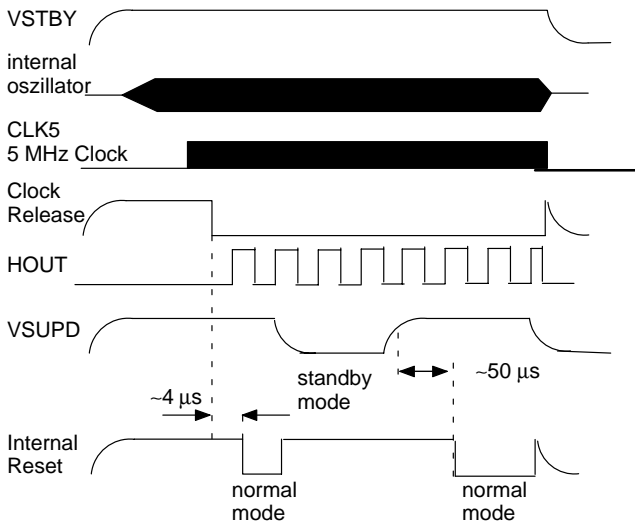 VSTBY
internal
oszillator
CLK5
5 MHz Clock
Clock
Release
HOUT
VSUPD
~50 μs
standby
mode
~4 μs
Internal
Reset
normal
mode
normal
mode